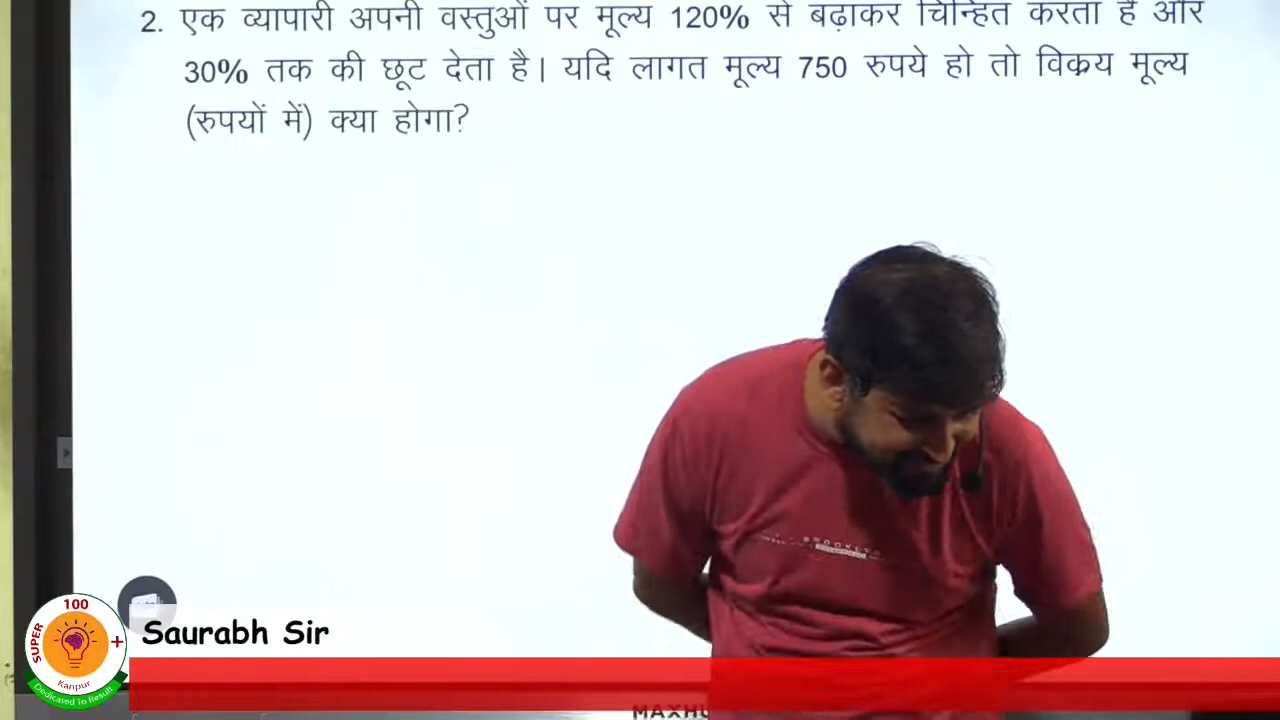 2. एक व्यापारी अपनी वस्तुओं पर मूल्य 120% से बढ़ाकर चिन्हित करता है और
30% तक की छूट देता है। यदि लागत मूल्य 750 रुपये हो तो विक्रय मूल्य
(रुपयों में) क्या होगा?
100
SUPER
+
Kanpur
Dedicated To Result
Saurabh Sir